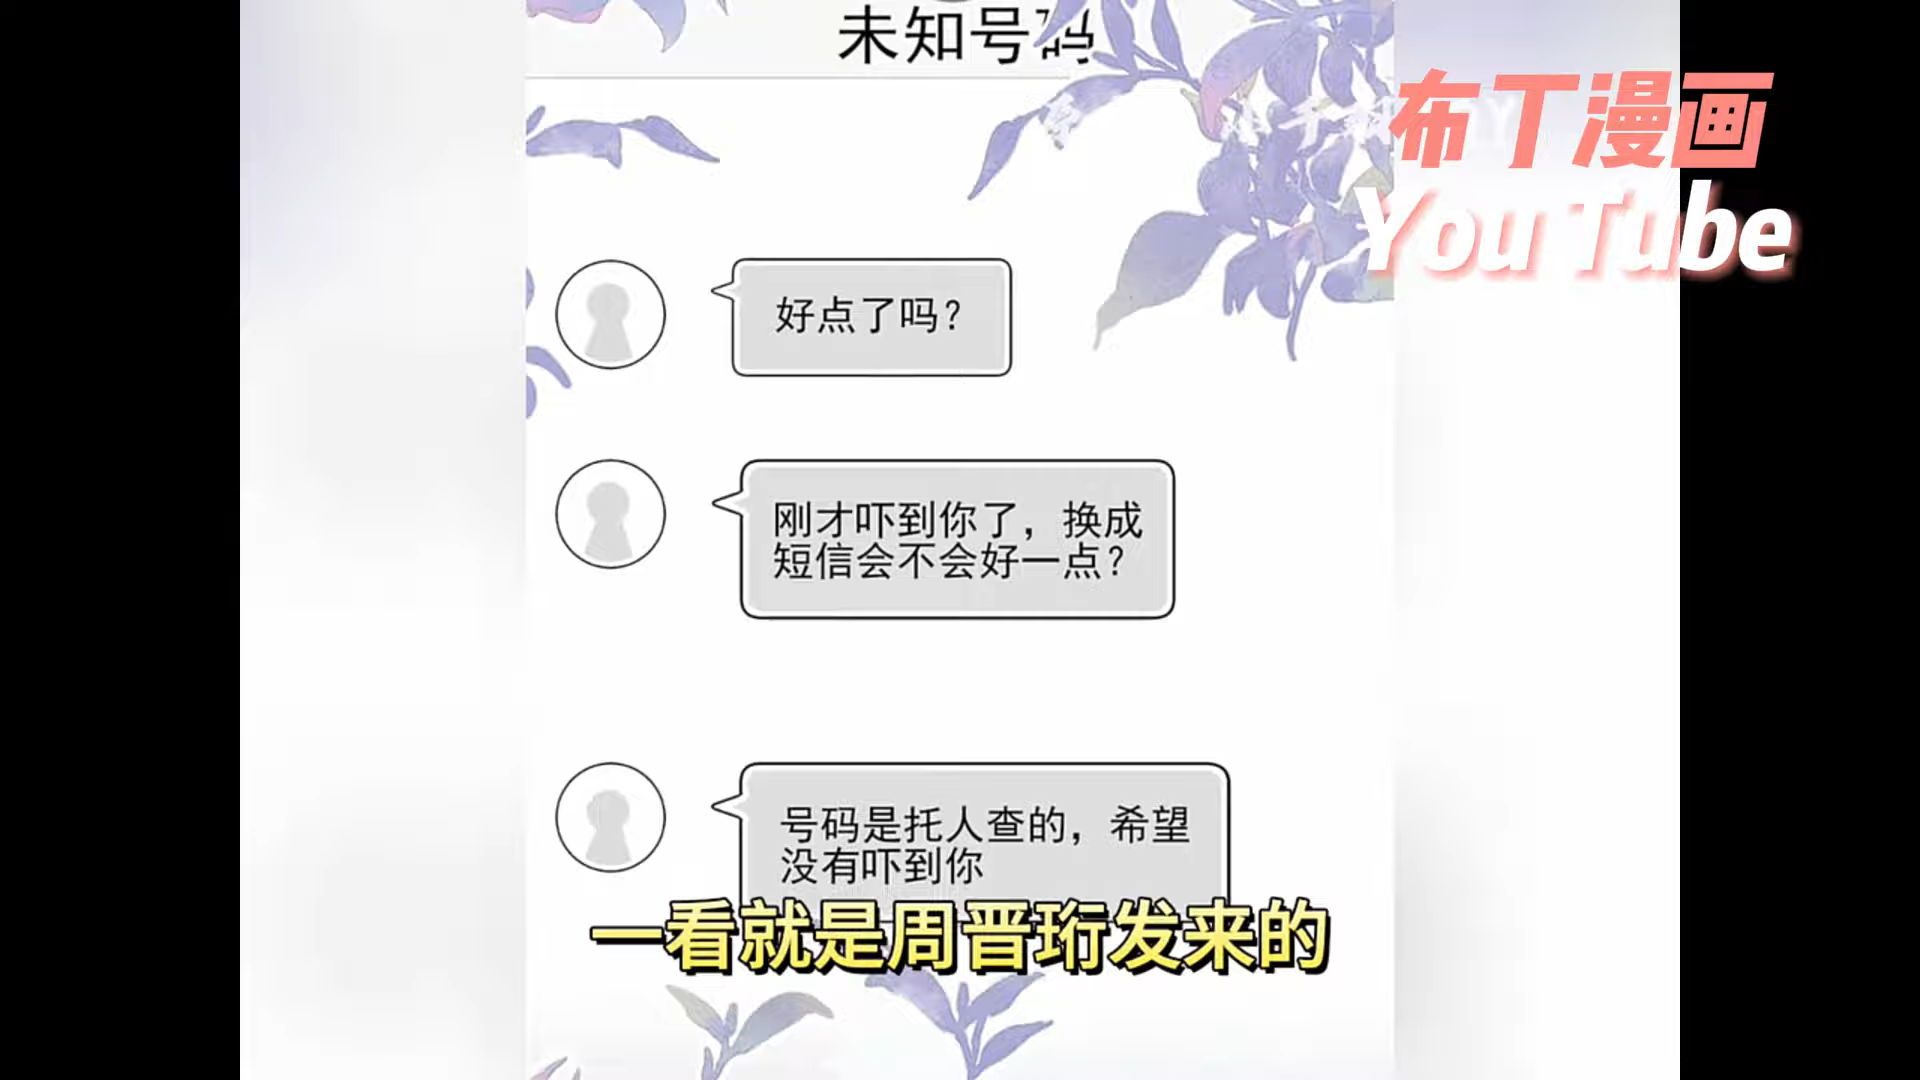 未知号码
布丁漫画
YouTube
好点了吗？
刚才吓到你了，换成
短信会不会好一点？
号码是托人查的，希望
没有吓到你
一看就是周晋珩发来的